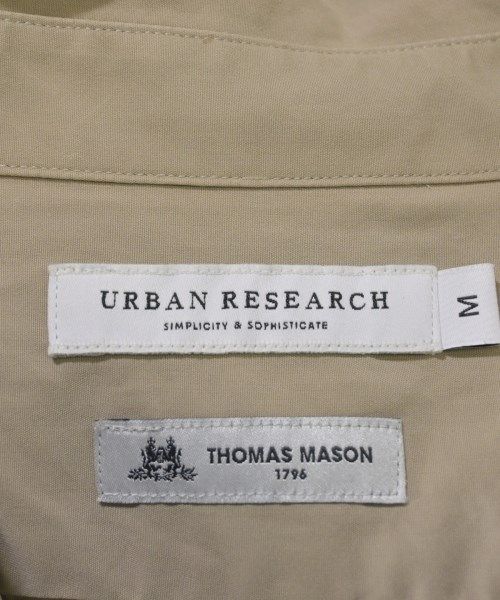 URBAN RESEARCH
SIMPLICITY & SOPHISTICATE
M
THOMAS MASON
1796